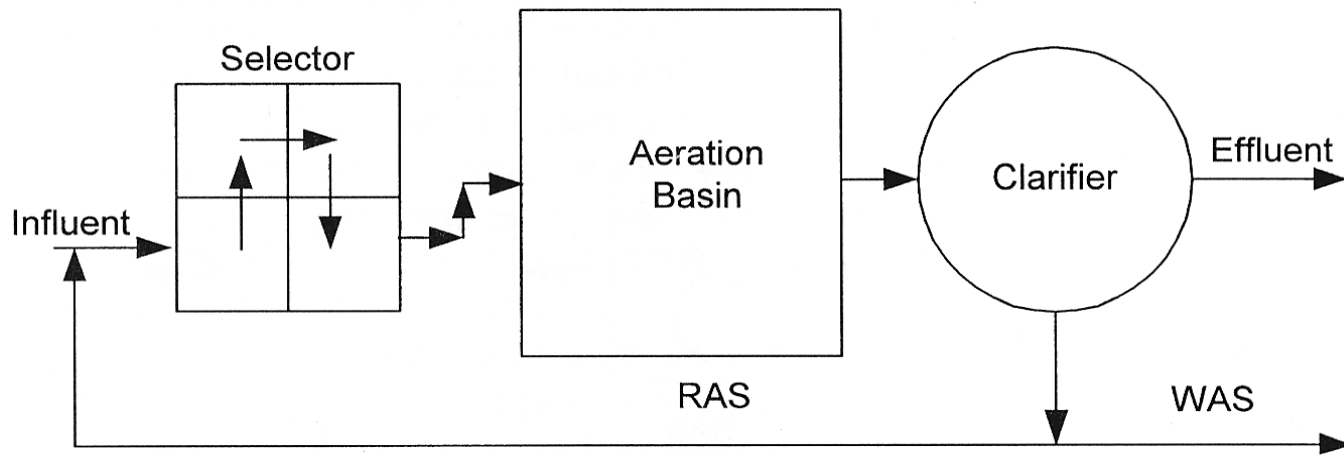 Selector
Influent
Aeration
Basin
Clarifier
Effluent
RAS
WAS